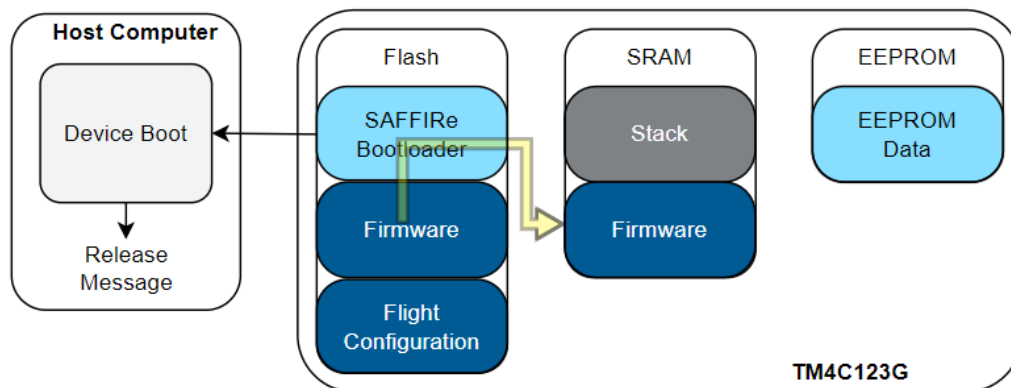 Host Computer
Device Boot
Release
Message
Flash
SAFFIRe
Bootloader
Firmware
Flight
Configuration
SRAM
Stack
Firmware
EEPROM
EEPROM
Data
TM4C123G